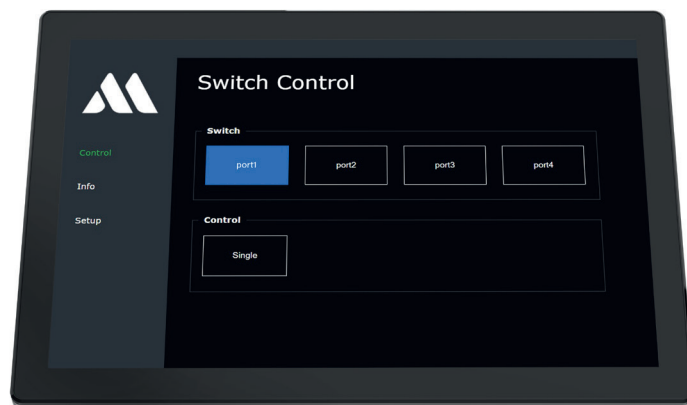 Switch Control
Control
Info
Setup
Switch
port1 port2 port3 port4
Control
Single